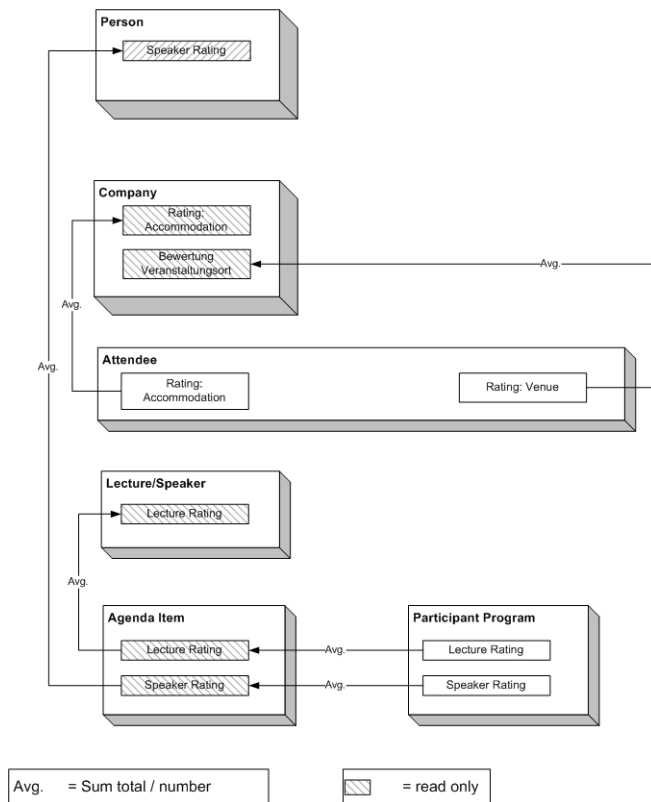 Person
Speaker Rating
Company
Rating:
Accommodation
Bewertung
Veranstaltungsort
Avg.
Avg.
Avg.
Attendee
Rating:
Accommodation
Rating: Venue
Lecture/Speaker
Lecture Rating
Avg.
Agenda Item
Participant Program
Lecture Rating
Avg.
Lecture Rating
Speaker Rating
Avg.
Speaker Rating
Avg. = Sum total / number
= read only